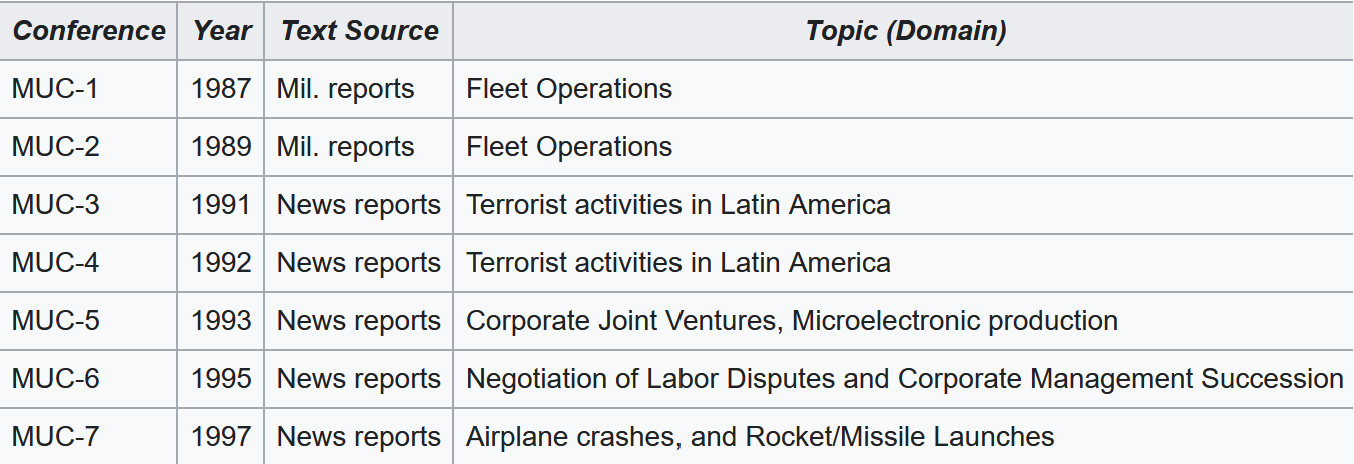 Conference Year Text Source Topic (Domain)
MUC-1 1987 Mil. reports Fleet Operations
MUC-2 1989 Mil. reports Fleet Operations
MUC-3 1991 News reports Terrorist activities in Latin America
MUC-4 1992 News reports Terrorist activities in Latin America
MUC-5 1993 News reports Corporate Joint Ventures, Microelectronic production
MUC-6 1995 News reports Negotiation of Labor Disputes and Corporate Management Succession
MUC-7 1997 News reports Airplane crashes, and Rocket/Missile Launches